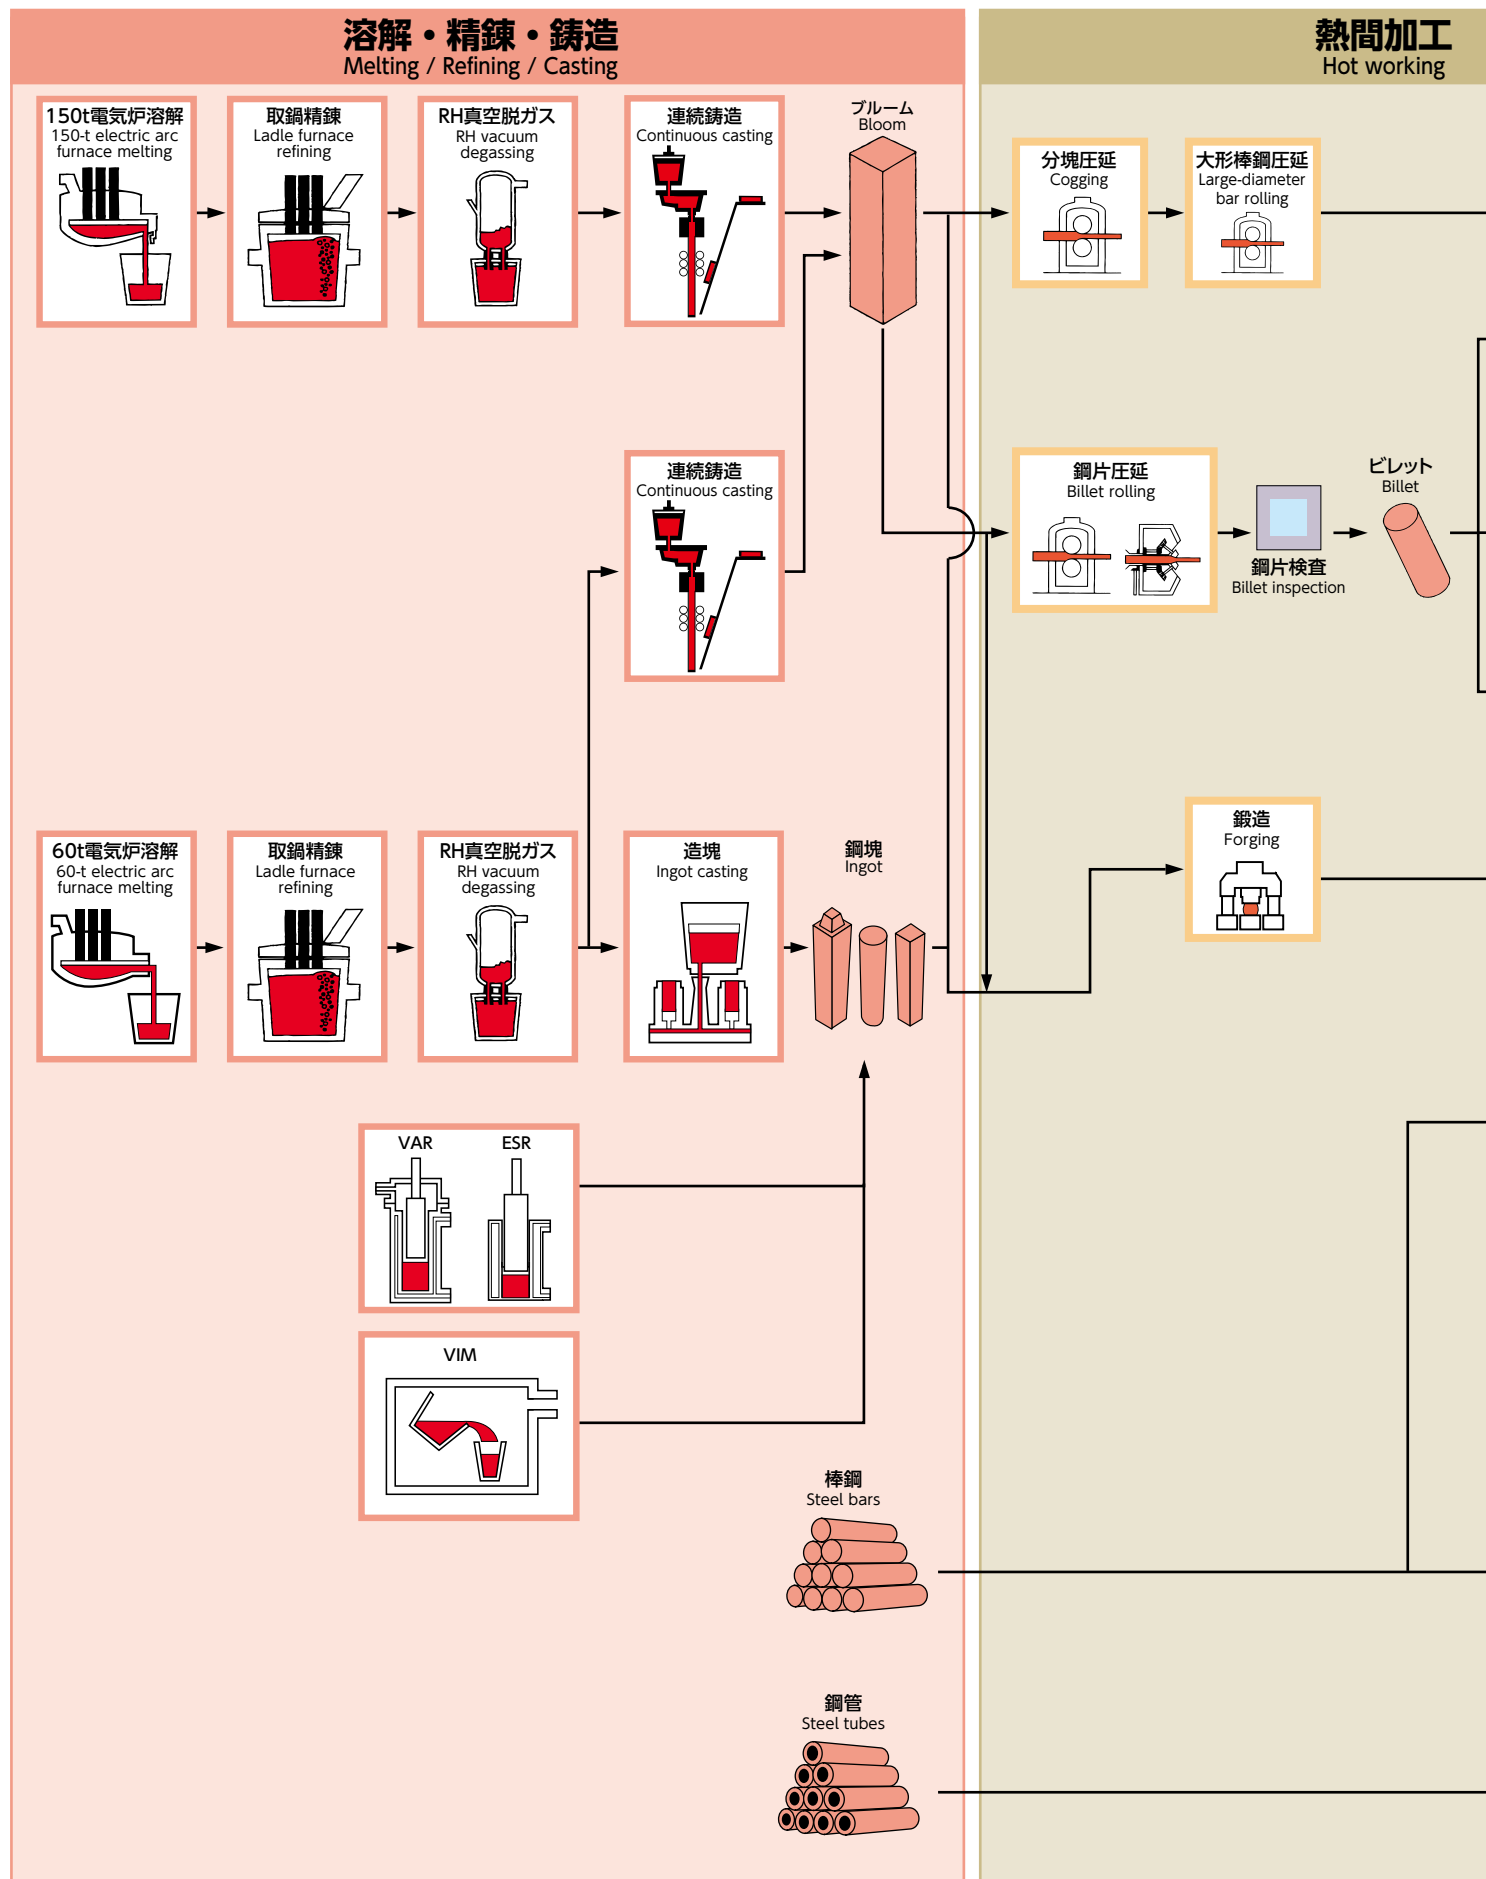 溶解・精錬・鋳造
Melting / Refining / Casting
熱間加工
Hot working
150t電気炉溶解
150-t electric arc
furnace melting
取鍋精錬
Ladle furnace
refining
RH真空脱ガス
RH vacuum
degassing
連続鋳造
Continuous casting
ブルーム
Bloom
分塊圧延
Cogging
大形棒鋼圧延
Large-diameter
bar rolling
連続鋳造
Continuous casting
鋼片圧延
Billet rolling
鋼片検査
Billet inspection
ビレット
Billet
60t電気炉溶解
60-t electric arc
furnace melting
取鍋精錬
Ladle furnace
refining
RH真空脱ガス
RH vacuum
degassing
造塊
Ingot casting
鋼塊
Ingot
鍛造
Forging
VAR
ESR
VIM
棒鋼
Steel bars
鋼管
Steel tubes